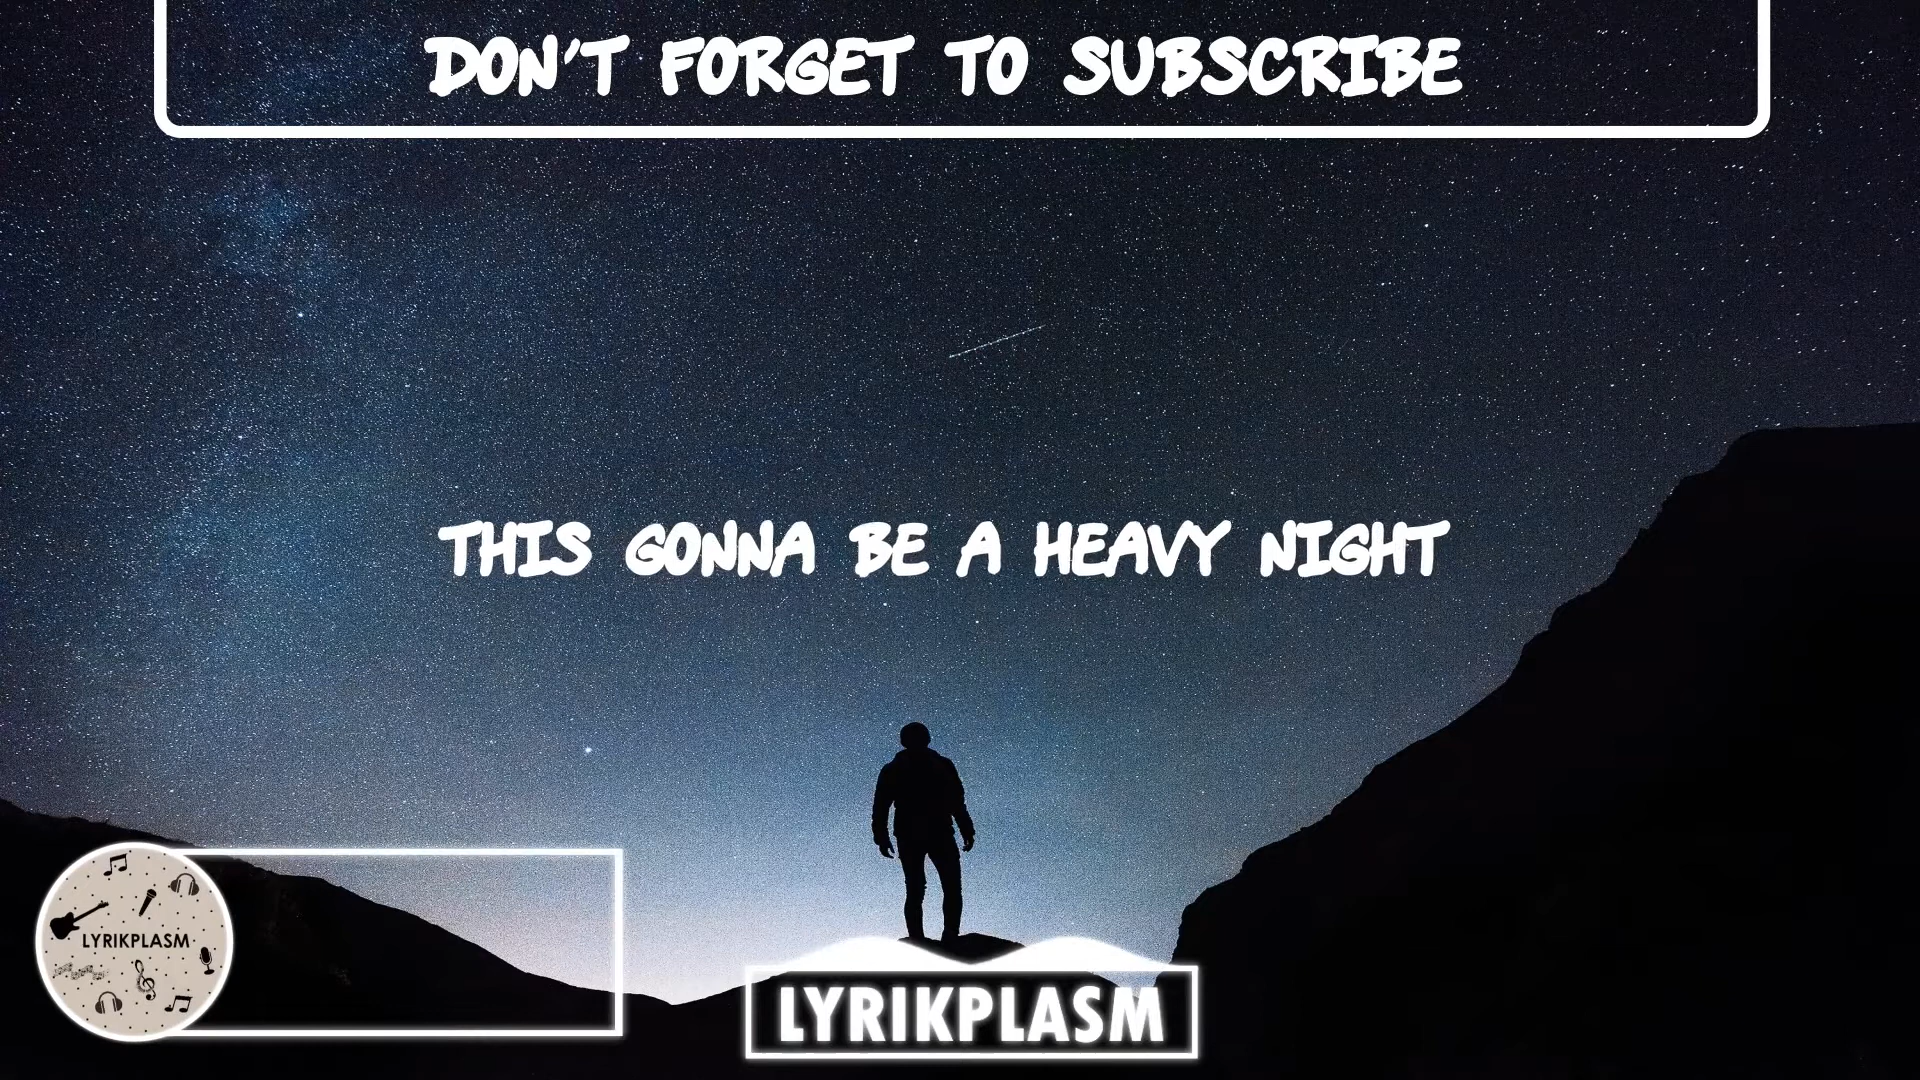 DON'T FORGET TO SUBSCRIBE
THIS GONNA BE A HEAVY NIGHT
LYRIKPLASM
LYRIKPLASM